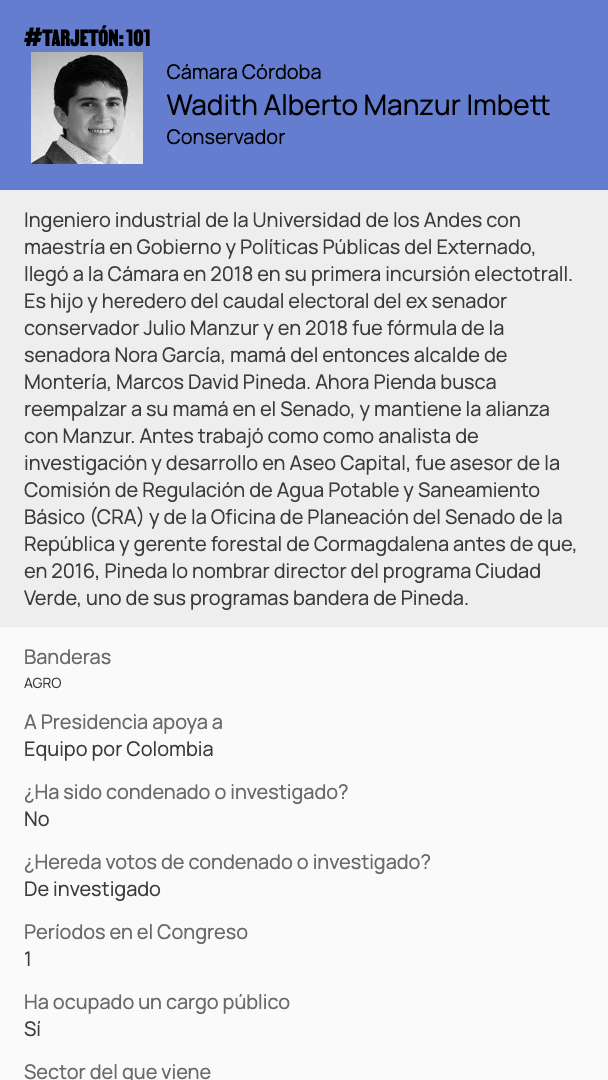 #TARJETÓN: 101
Cámara Córdoba
Wadith Alberto Manzur Imbett
Conservador
Ingeniero industrial de la Universidad de los Andes con
maestría en Gobierno y Políticas Públicas del Externado,
llegó a la Cámara en 2018 en su primera incursión electotrall.
Es hijo y heredero del caudal electoral del ex senador
conservador Julio Manzur y en 2018 fue fórmula de la
senadora Nora García, mamá del entonces alcalde de
Montería, Marcos David Pineda. Ahora Pienda busca
reempalzar a su mamá en el Senado, y mantiene la alianza
con Manzur. Antes trabajó como como analista de
investigación y desarrollo en Aseo Capital, fue asesor de la
Comisión de Regulación de Agua Potable y Saneamiento
Básico (CRA) y de la Oficina de Planeación del Senado de la
República y gerente forestal de Cormagdalena antes de que,
en 2016, Pineda lo nombrar director del programa Ciudad
Verde, uno de sus programas bandera de Pineda.
Banderas
AGRO
A Presidencia apoya a
Equipo por Colombia
¿Ha sido condenado o investigado?
No
¿Hereda votos de condenado o investigado?
De investigado
Períodos en el Congreso
1
Ha ocupado un cargo público
Sí
Sector del que viene